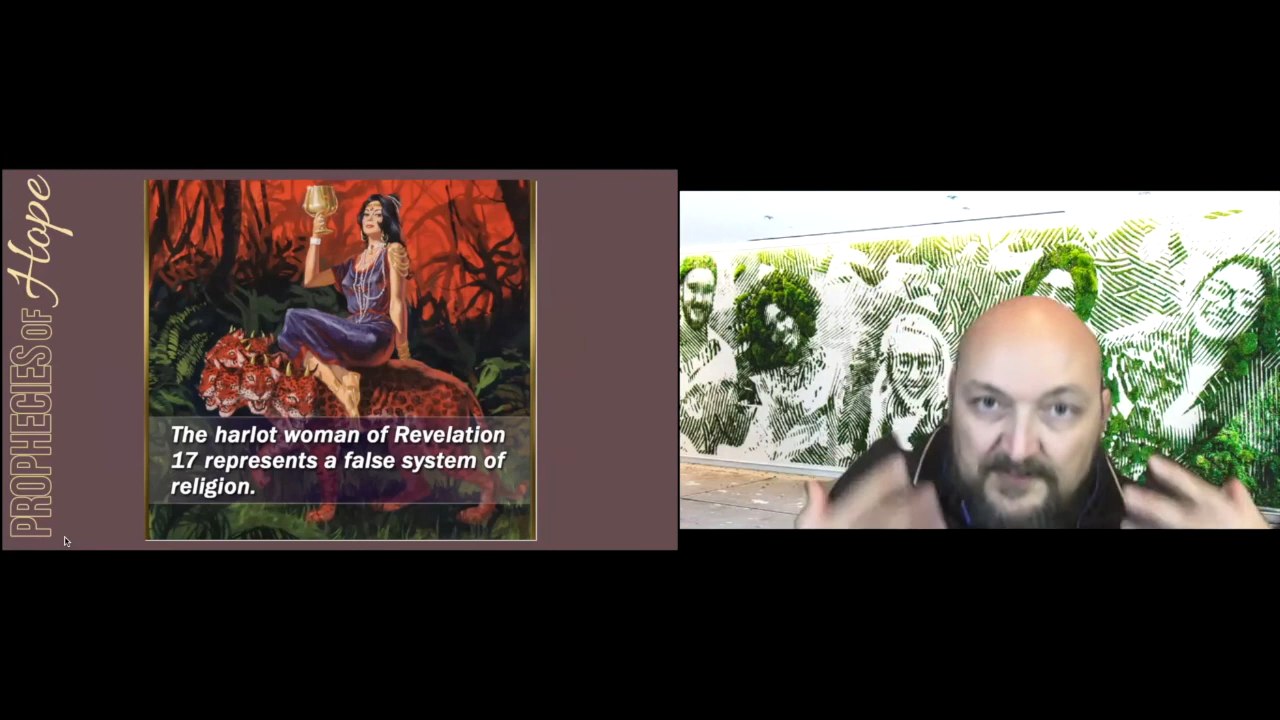 PROPHECIES OF Hope
The harlot woman of Revelation
17 represents a false system of
religion.